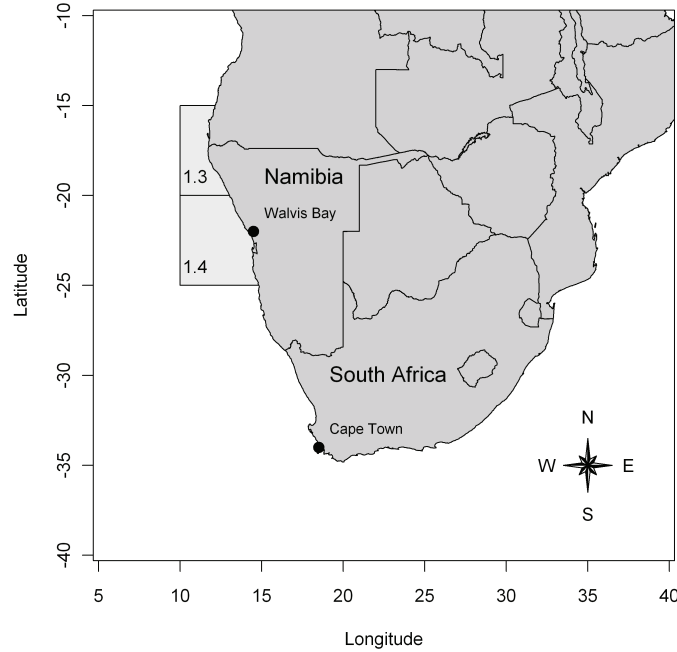 -10
-15
-20
-25
-30
-35
-40
Latitude
1.3
Namibia
Walvis Bay
1.4
South Africa
Cape Town
N
W
E
S
5
10
15
20
25
30
35
40
Longitude